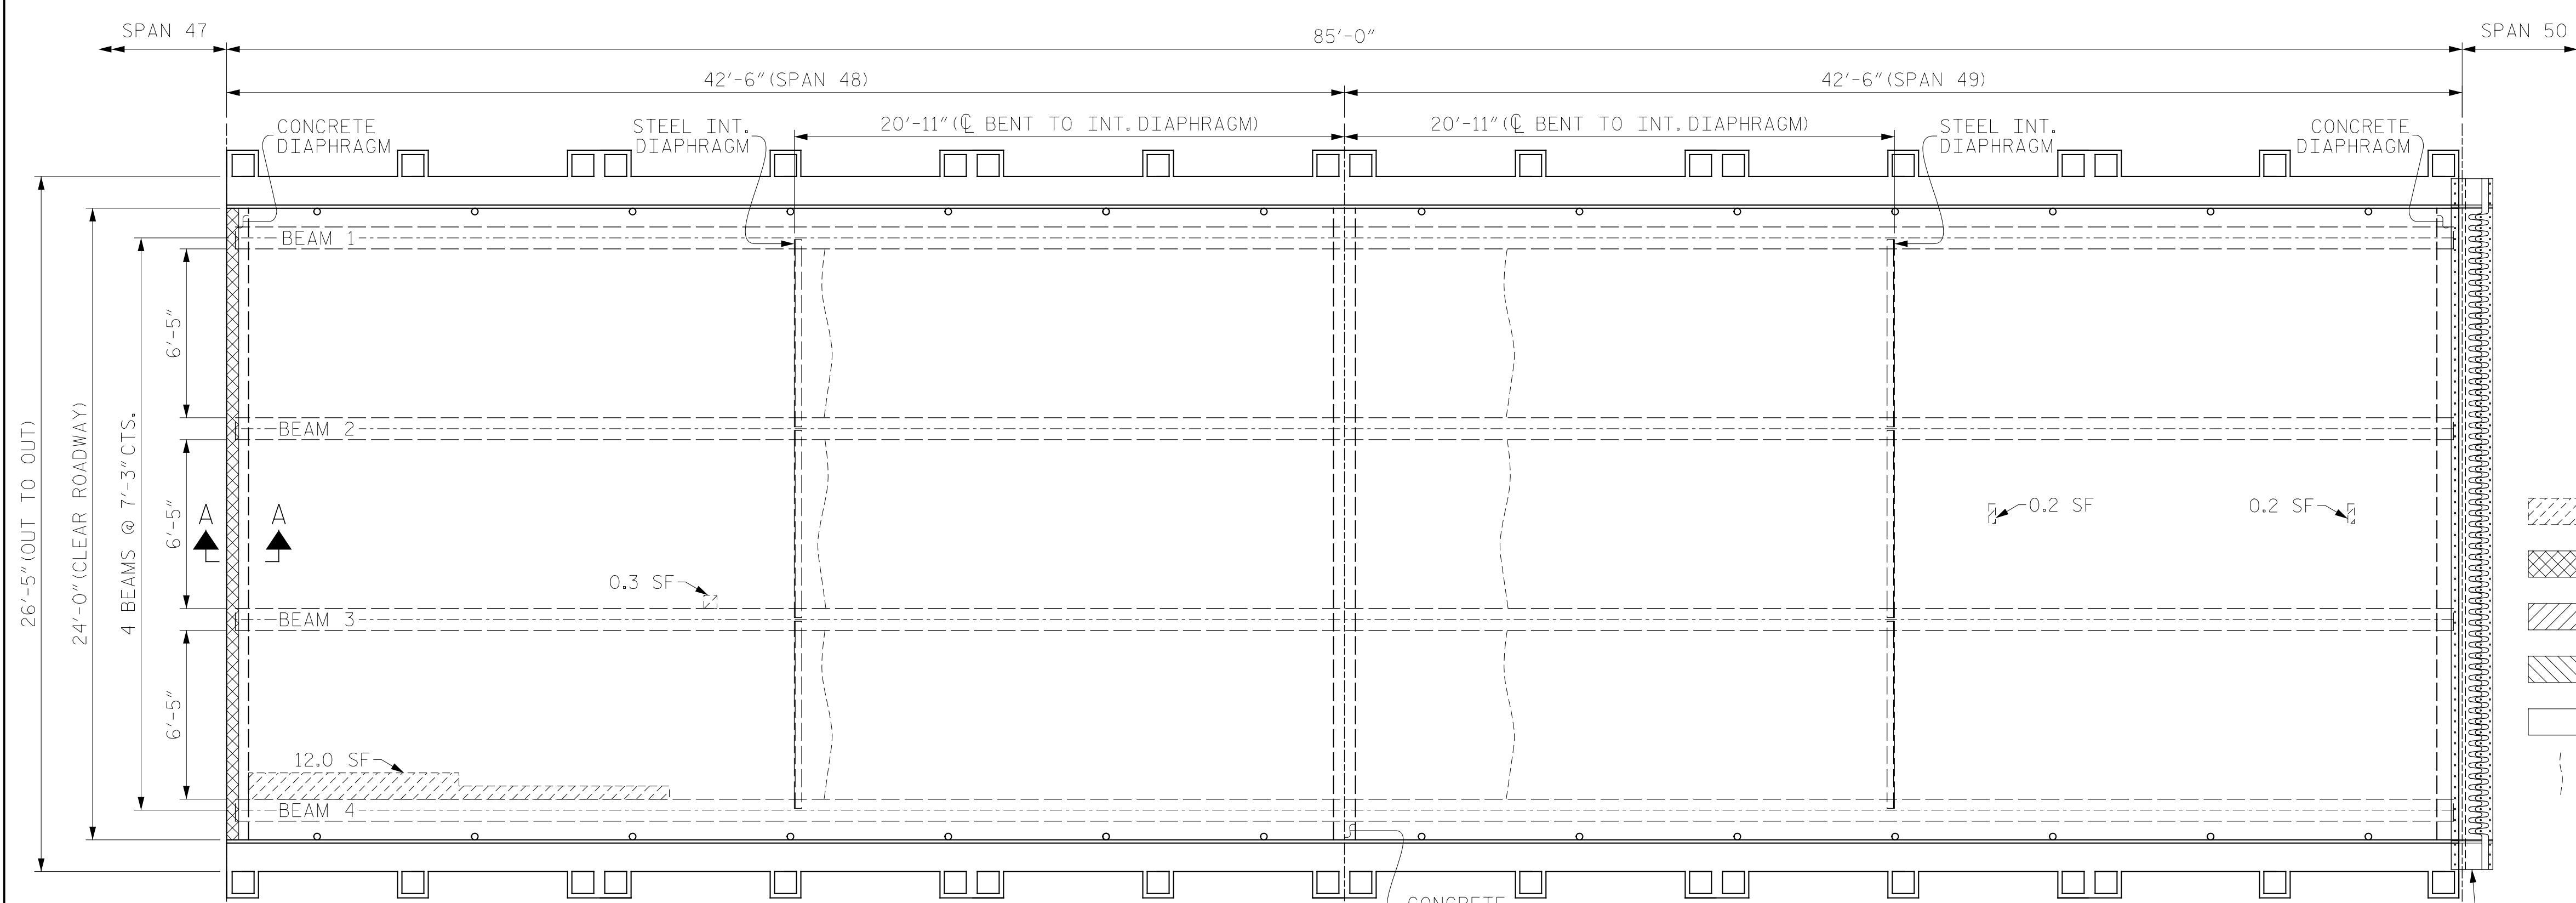 SPAN 47
85'-0"
SPAN 50
42'-6" (SPAN 48)
42'-6" (SPAN 49)
CONCRETE
DIAPHRAGM
STEEL INT.
DIAPHRAGM
20'-11" (℄ BENT TO INT. DIAPHRAGM)
20'-11" (℄ BENT TO INT. DIAPHRAGM)
STEEL INT.
DIAPHRAGM
CONCRETE
DIAPHRAGM
26'-5" (OUT TO OUT)
24'-0" (CLEAR ROADWAY)
4 BEAMS @ 7'-3" CTS.
6'-5"
6'-5"
6'-5"
BEAM 1
BEAM 2
A
A
0.2 SF
0.2 SF
0.3 SF
BEAM 3
12.0 SF
BEAM 4
CONCRETE